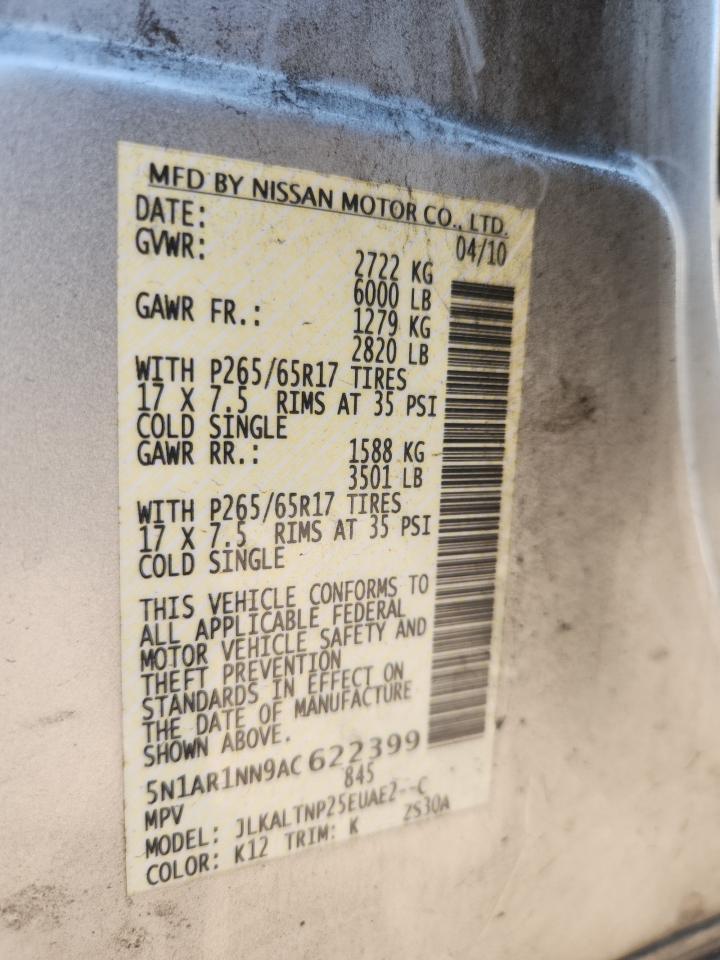 MFD BY NISSAN MOTOR CO., LTD.
DATE: 04/10
GVWR: 2722 KG
6000 LB
GAWR FR.: 1279 KG
2820 LB
WITH P265/65R17 TIRES
17 X 7.5 RIMS AT 35 PSI
COLD SINGLE
GAWR RR.: 1588 KG
3501 LB
WITH P265/65R17 TIRES
17 X 7.5 RIMS AT 35 PSI
COLD SINGLE
THIS VEHICLE CONFORMS TO
ALL APPLICABLE FEDERAL
MOTOR VEHICLE SAFETY AND
THEFT PREVENTION
STANDARDS IN EFFECT ON
THE DATE OF MANUFACTURE
SHOWN ABOVE.
5N1AR1NN9AC622399
MPV 845
MODEL: JLKALTNP25EUAE2--C
COLOR: K12 TRIM: K ZS30A